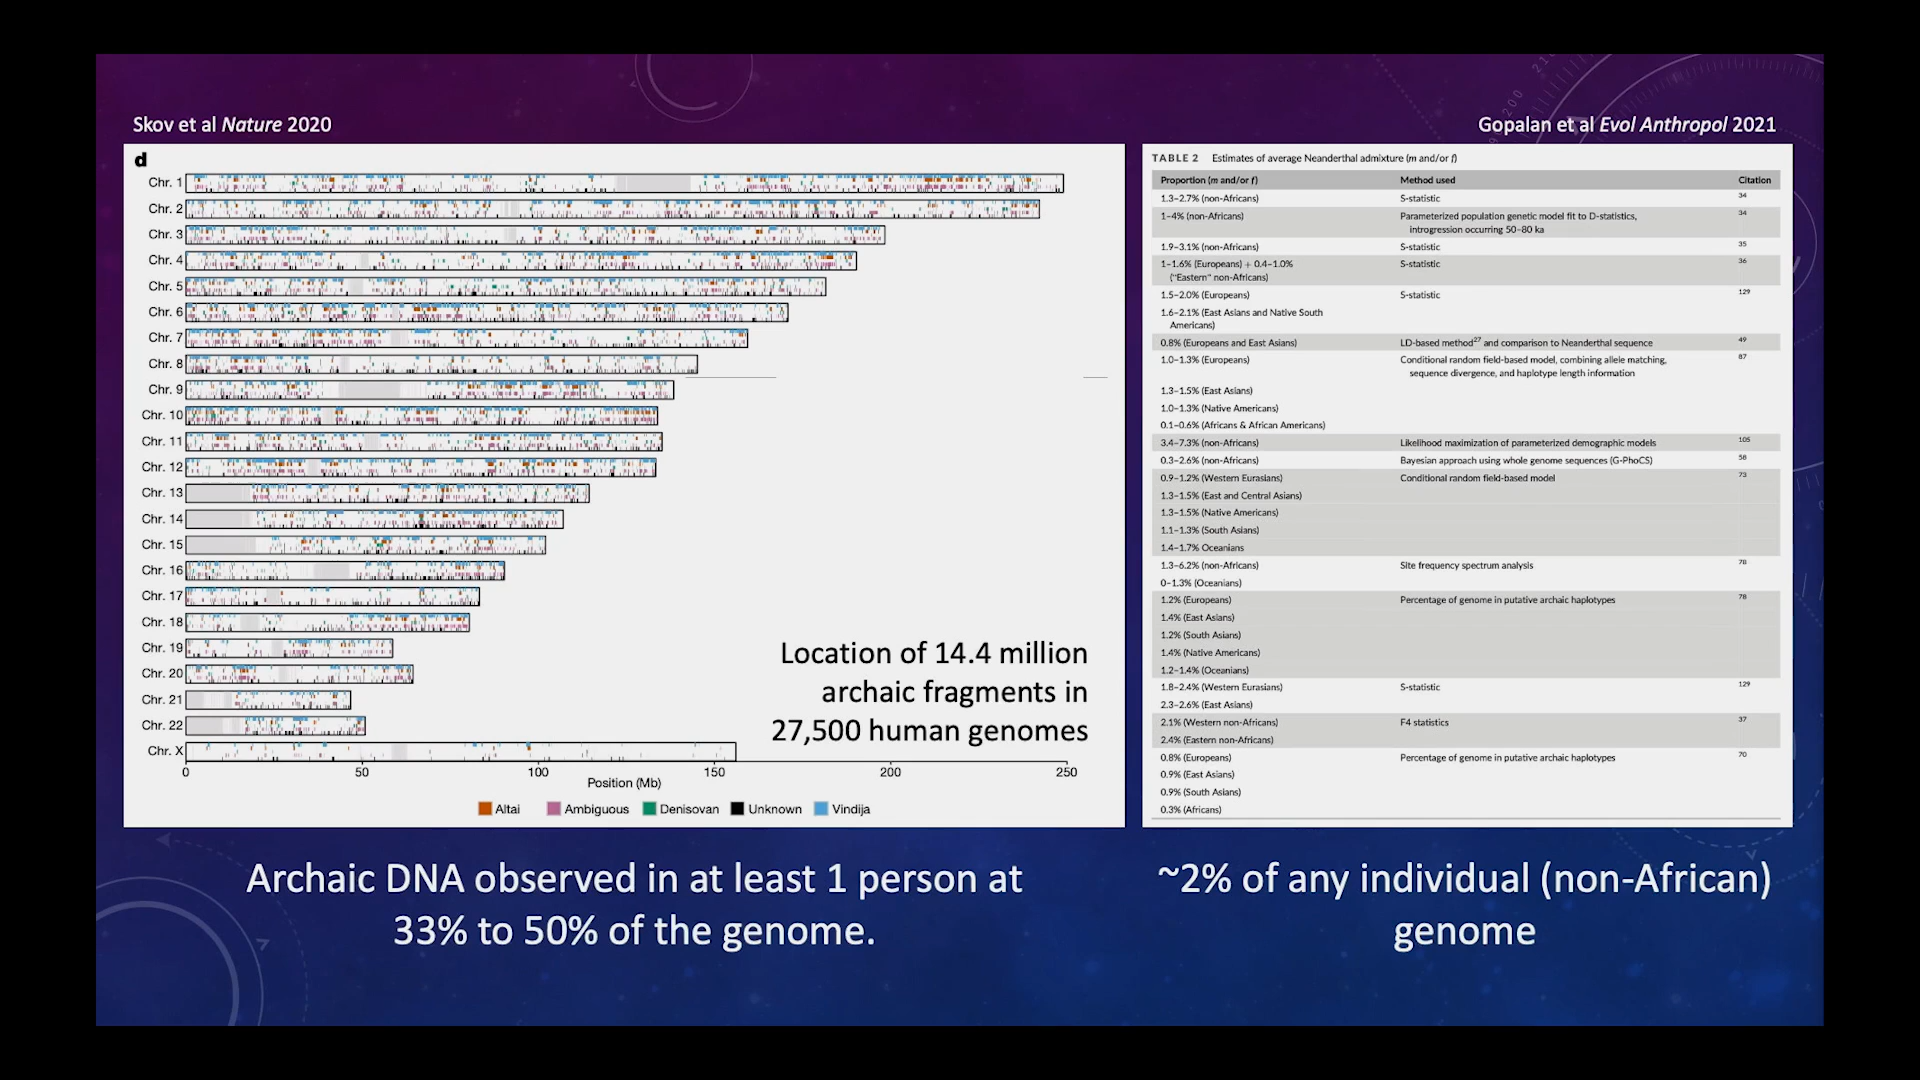 Skov et al Nature 2020
Gopalan et al Evol Anthropol 2021
d
Chr. 1
Chr. 2
Chr. 3
Chr. 4
Chr. 5
Chr. 6
Chr. 7
Chr. 8
Chr. 9
Chr. 10
Chr. 11
Chr. 12
Chr. 13
Chr. 14
Chr. 15
Chr. 16
Chr. 17
Chr. 18
Chr. 19
Chr. 20
Chr. 21
Chr. 22
Chr. X
0 50 100 150 200 250
Position (Mb)
Altai Ambiguous Denisovan Unknown Vindija
Location of 14.4 million
archaic fragments in
27,500 human genomes
TABLE 2 Estimates of average Neanderthal admixture (m and/or f)
Proportion (m and/or f) Method used Citation
1.3–2.7% (non-Africans) S-statistic 34
1–4% (non-Africans) Parameterized population genetic model fit to D-statistics, 34
introgression occurring 50–80 ka
1.9–3.1% (non-Africans) S-statistic 35
1–1.6% (Europeans) + 0.4–1.0% S-statistic 36
("Eastern" non-Africans)
1.5–2.0% (Europeans) S-statistic 129
1.6–2.1% (East Asians and Native South
Americans)
0.8% (Europeans and East Asians) LD-based method27 and comparison to Neanderthal sequence 49
1.0–1.3% (Europeans) Conditional random field-based model, combining allele matching, 87
sequence divergence, and haplotype length information
1.3–1.5% (East Asians)
1.0–1.3% (Native Americans)
0.1–0.6% (Africans & African Americans)
3.4–7.3% (non-Africans) Likelihood maximization of parameterized demographic models 105
0.3–2.6% (non-Africans) Bayesian approach using whole genome sequences (G-PhoCS) 58
0.9–1.2% (Western Eurasians) Conditional random field-based model 73
1.3–1.5% (East and Central Asians)
1.3–1.5% (Native Americans)
1.1–1.3% (South Asians)
1.4–1.7% Oceanians
1.3–6.2% (non-Africans) Site frequency spectrum analysis 78
0–1.3% (Oceanians)
1.2% (Europeans) Percentage of genome in putative archaic haplotypes 78
1.4% (East Asians)
1.2% (South Asians)
1.4% (Native Americans)
1.2–1.4% (Oceanians)
1.8–2.4% (Western Eurasians) S-statistic 129
2.3–2.6% (East Asians)
2.1% (Western non-Africans) F4 statistics 37
2.4% (Eastern non-Africans)
0.8% (Europeans) Percentage of genome in putative archaic haplotypes 70
0.9% (East Asians)
0.9% (South Asians)
0.3% (Africans)
Archaic DNA observed in at least 1 person at
33% to 50% of the genome.
~2% of any individual (non-African)
genome